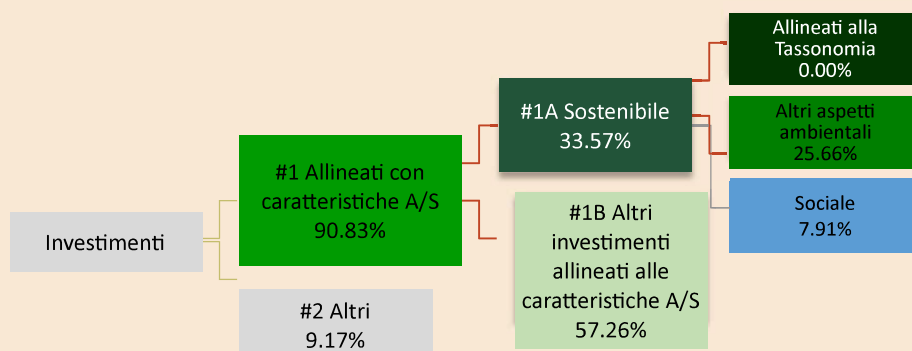 Investimenti
#1 Allineati con
caratteristiche A/S
90.83%
#2 Altri
9.17%
#1A Sostenibile
33.57%
#1B Altri
investimenti
allineati alle
caratteristiche A/S
57.26%
Allineati alla
Tassonomia
0.00%
Altri aspetti
ambientali
25.66%
Sociale
7.91%